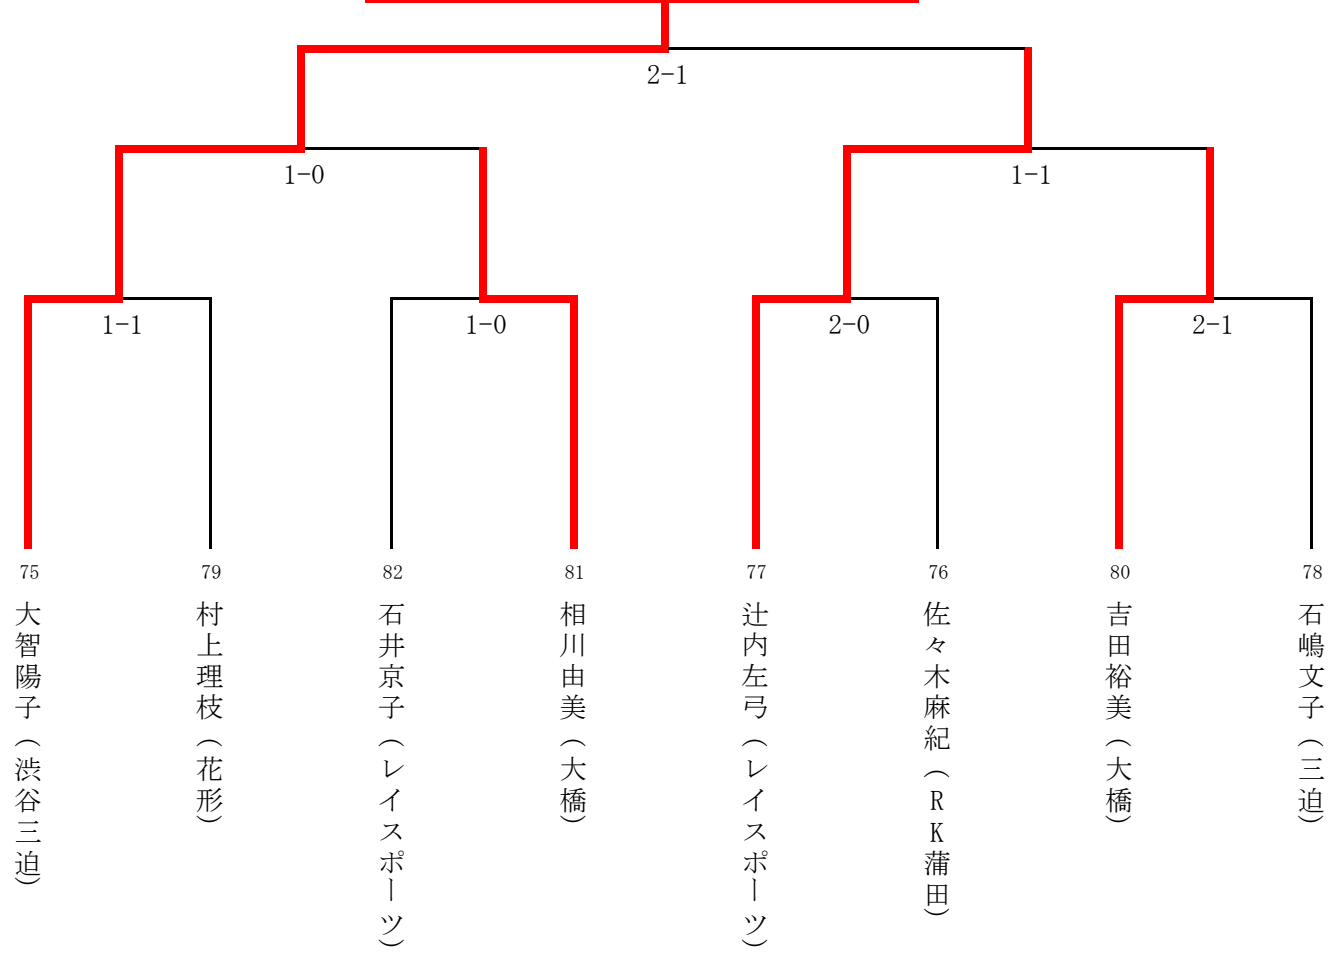 2-1
1-0
1-1
1-1
1-0
2-0
2-1
75
79
82
81
77
76
80
78
大智陽子（渋谷三迫）
村上理枝（花形）
石井京子（レイスポーツ）
相川由美（大橋）
辻内左弓（レイスポーツ）
佐々木麻紀（RK蒲田）
吉田裕美（大橋）
石嶋文子（三迫）